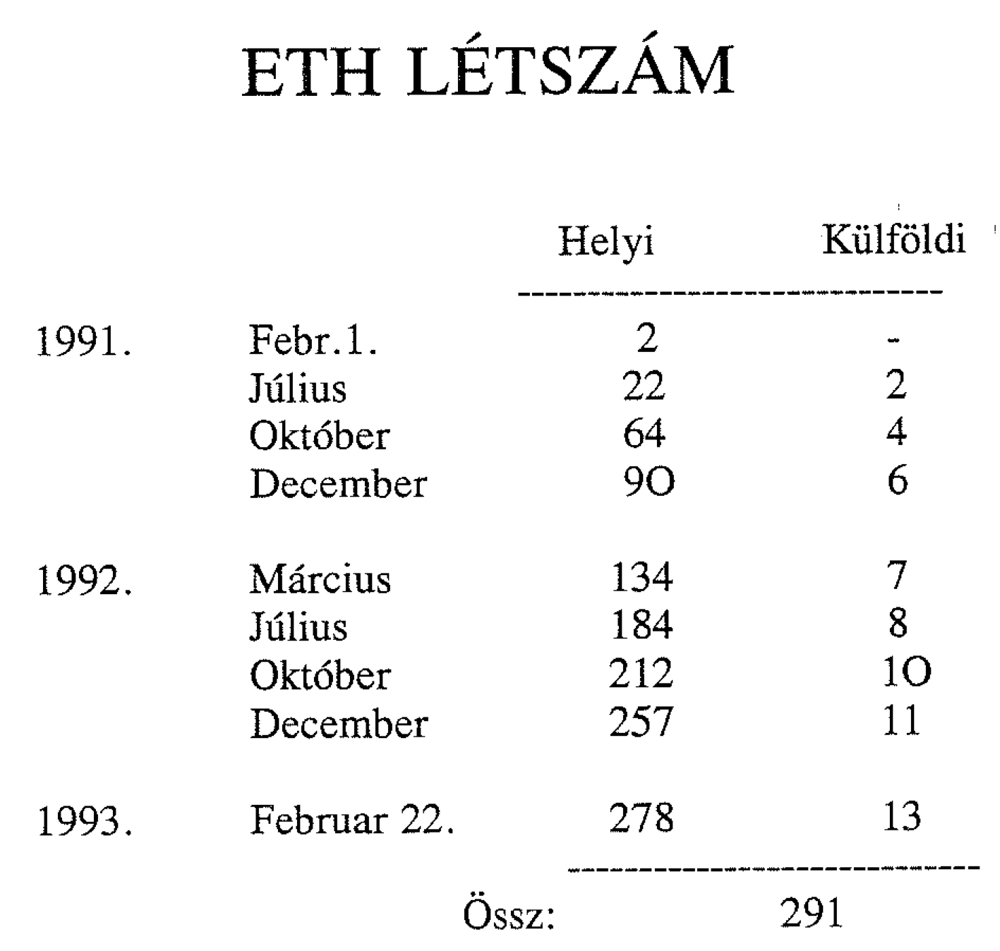 ETH LÉTSZÁM
Helyi Külföldi
1991. Febr.1. 2 -
Július 22 2
Október 64 4
December 9O 6
1992. Március 134 7
Július 184 8
Október 212 1O
December 257 11
1993. Februar 22. 278 13
Össz: 291